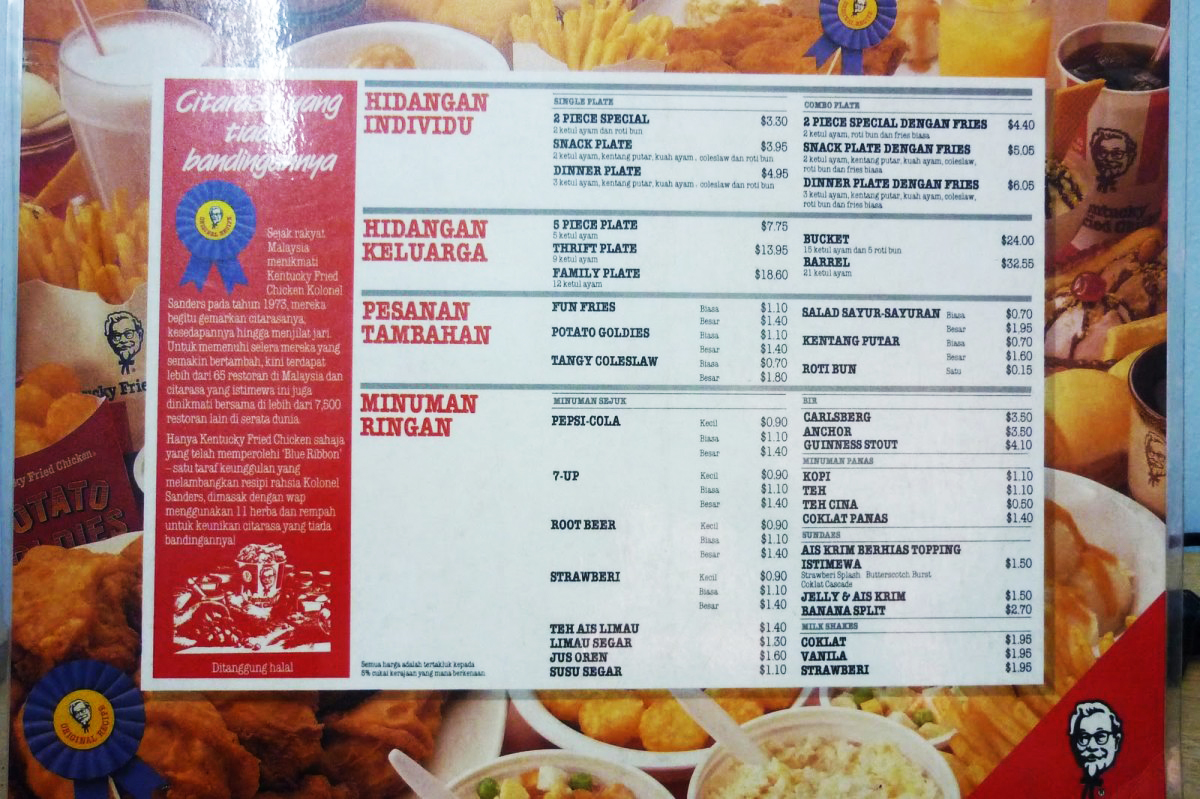 Citarasa yang
tiada
bandingannya
ORIGINAL RECIPE
Sejak rakyat
Malaysia
menikmati
Kentucky Fried
Chicken Kolonel
Sanders pada tahun 1973, mereka
begitu gemarkan citarasanya,
kesedapannya hingga menjilat jari.
Untuk memenuhi selera mereka yang
semakin bertambah, kini terdapat
lebih dari 65 restoran di Malaysia dan
citarasa yang istimewa ini juga
dinikmati bersama di lebih dari 7,500
restoran lain di serata dunia.
Hanya Kentucky Fried Chicken sahaja
yang telah memperolehi 'Blue Ribbon'
– satu taraf keunggulan yang
melambangkan resipi rahsia Kolonel
Sanders, dimasak dengan wap
menggunakan 11 herba dan rempah
untuk keunikan citarasa yang tiada
bandingannya!
Ditanggung halal
HIDANGAN
INDIVIDU
SINGLE PLATE
2 PIECE SPECIAL $3.30
2 ketul ayam dan roti bun
SNACK PLATE $3.95
2 ketul ayam, kentang putar, kuah ayam, coleslaw dan roti bun
DINNER PLATE $4.95
3 ketul ayam, kentang putar, kuah ayam, coleslaw dan roti bun
COMBO PLATE
2 PIECE SPECIAL DENGAN FRIES $4.40
2 ketul ayam, roti bun dan fries biasa
SNACK PLATE DENGAN FRIES $5.05
2 ketul ayam, kentang putar, kuah ayam, coleslaw,
roti bun dan fries biasa
DINNER PLATE DENGAN FRIES $6.05
3 ketul ayam, kentang putar, kuah ayam, coleslaw,
roti bun dan fries biasa
HIDANGAN
KELUARGA
5 PIECE PLATE $7.75
5 ketul ayam
THRIFT PLATE $13.95
9 ketul ayam
FAMILY PLATE $18.60
12 ketul ayam
BUCKET $24.00
15 ketul ayam dan 5 roti bun
BARREL $32.55
21 ketul ayam
PESANAN
TAMBAHAN
FUN FRIES Biasa $1.10
Besar $1.40
POTATO GOLDIES Biasa $1.10
Besar $1.40
TANGY COLESLAW Biasa $0.70
Besar $1.80
SALAD SAYUR-SAYURAN Biasa $0.70
Besar $1.95
KENTANG PUTAR Biasa $0.70
Besar $1.60
ROTI BUN Satu $0.15
MINUMAN
RINGAN
MINUMAN SEJUK
PEPSI-COLA Kecil $0.90
Biasa $1.10
Besar $1.40
7-UP Kecil $0.90
Biasa $1.10
Besar $1.40
ROOT BEER Kecil $0.90
Biasa $1.10
Besar $1.40
STRAWBERI Kecil $0.90
Biasa $1.10
Besar $1.40
TEH AIS LIMAU $1.40
LIMAU SEGAR $1.30
JUS OREN $1.60
SUSU SEGAR $1.10
BIR
CARLSBERG $3.50
ANCHOR $3.50
GUINNESS STOUT $4.10
MINUMAN PANAS
KOPI $1.10
TEH $1.10
TEH CINA $0.50
COKLAT PANAS $1.40
SUNDAES
AIS KRIM BERHIAS TOPPING
ISTIMEWA $1.50
Strawberi Splash Butterscotch Burst
Coklat Cascade
JELLY & AIS KRIM $1.50
BANANA SPLIT $2.70
MILK SHAKES
COKLAT $1.95
VANILA $1.95
STRAWBERI $1.95
Semua harga adalah tertakluk kepada
5% cukai kerajaan yang mana berkenaan
ORIGINAL RECIPE
ucky Frie
cky Fried Chicken.
OTATO
ORIGINAL RECIPE